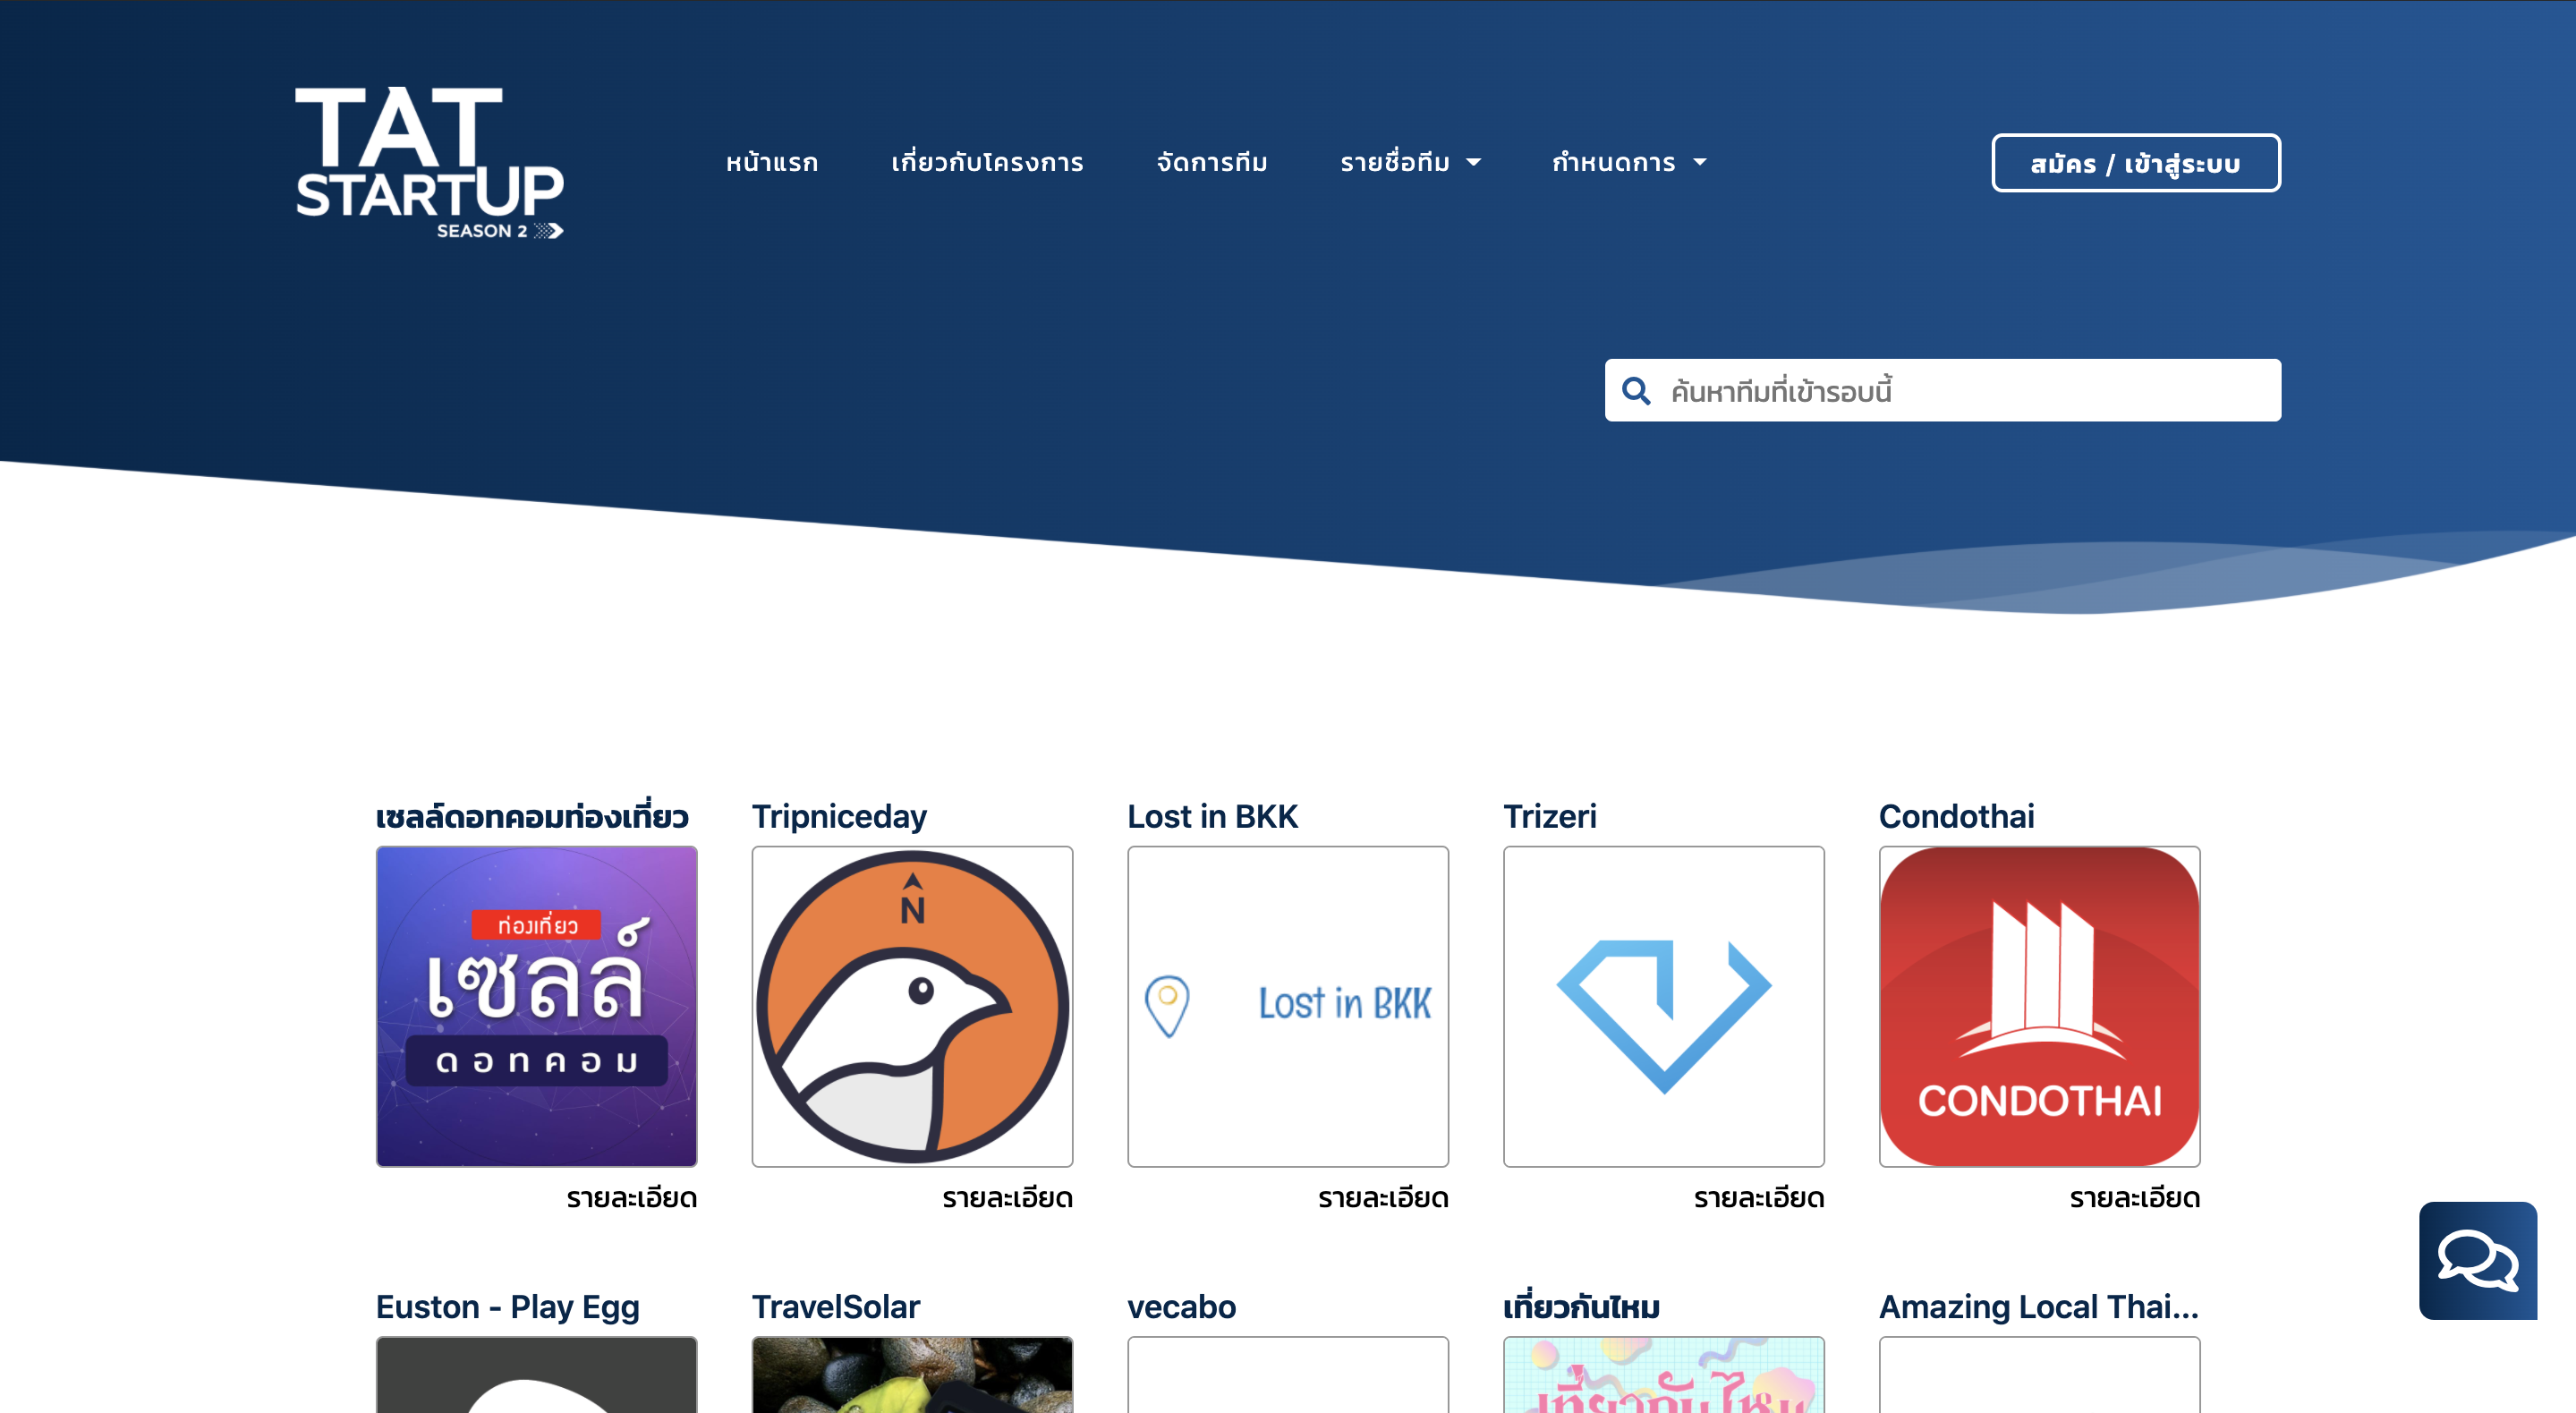 TAT
STARTUP
SEASON 2
หน้าแรก เกี่ยวกับโครงการ จัดการทีม รายชื่อทีม กำหนดการ
สมัคร / เข้าสู่ระบบ
ค้นหาทีมที่เข้ารอบนี้
เซลล์ดอทคอมท่องเที่ยว Tripniceday Lost in BKK Trizeri Condothai
ท่องเที่ยว
เซลล์
ดอทคอม
N
Lost in BKK
CONDOTHAI
รายละเอียด รายละเอียด รายละเอียด รายละเอียด รายละเอียด
Euston - Play Egg TravelSolar vecabo เที่ยวกันไหม Amazing Local Thai...
เที่ยวกันไหม